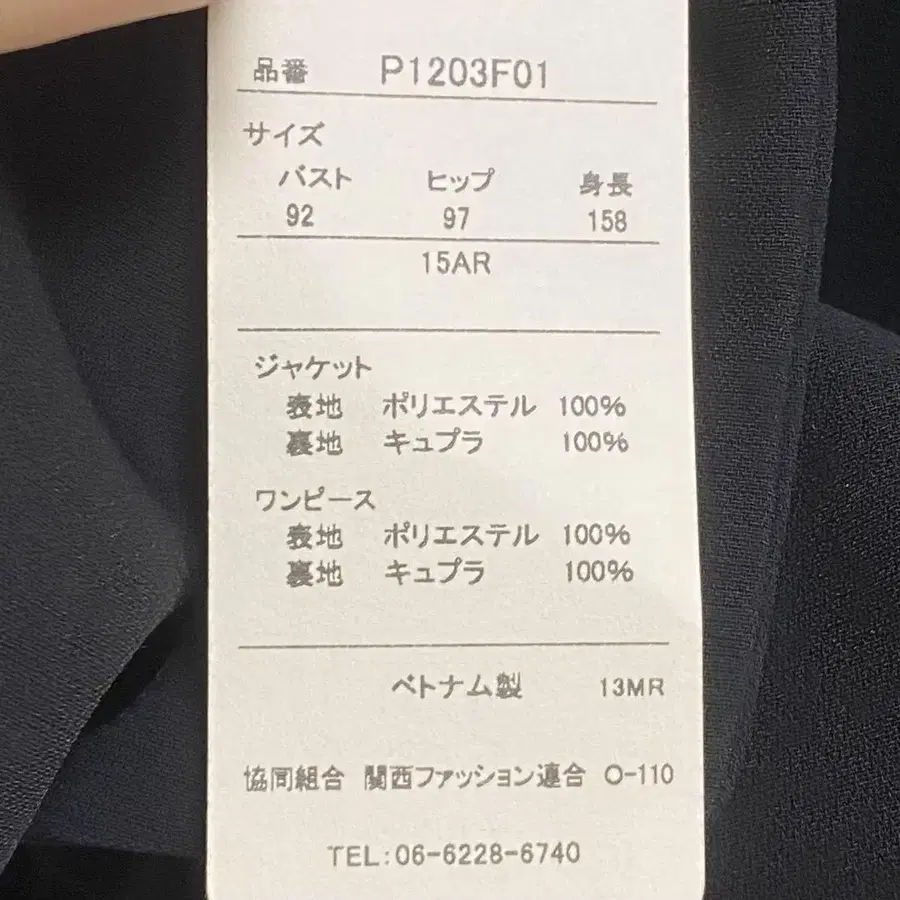 品番 P1203F01
サイズ
バスト ヒップ 身長
92 97 158
15AR
ジャケット
表地 ポリエステル 100%
裏地 キュプラ 100%
ワンピース
表地 ポリエステル 100%
裏地 キュプラ 100%
ベトナム製 13MR
協同組合 関西ファッション連合 O-110
TEL:06-6228-6740